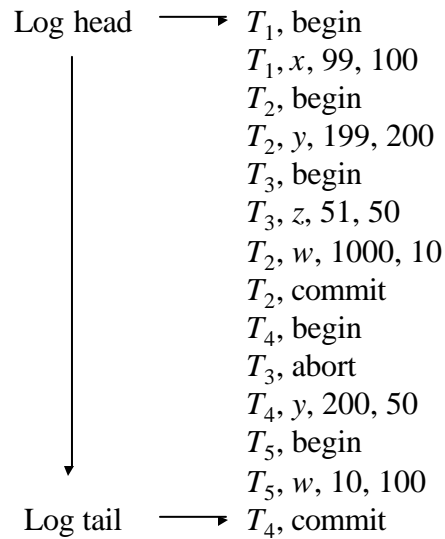 Log head T₁, begin
T₁, x, 99, 100
T₂, begin
T₂, y, 199, 200
T₃, begin
T₃, z, 51, 50
T₂, w, 1000, 10
T₂, commit
T₄, begin
T₃, abort
T₄, y, 200, 50
T₅, begin
T₅, w, 10, 100
Log tail T₄, commit